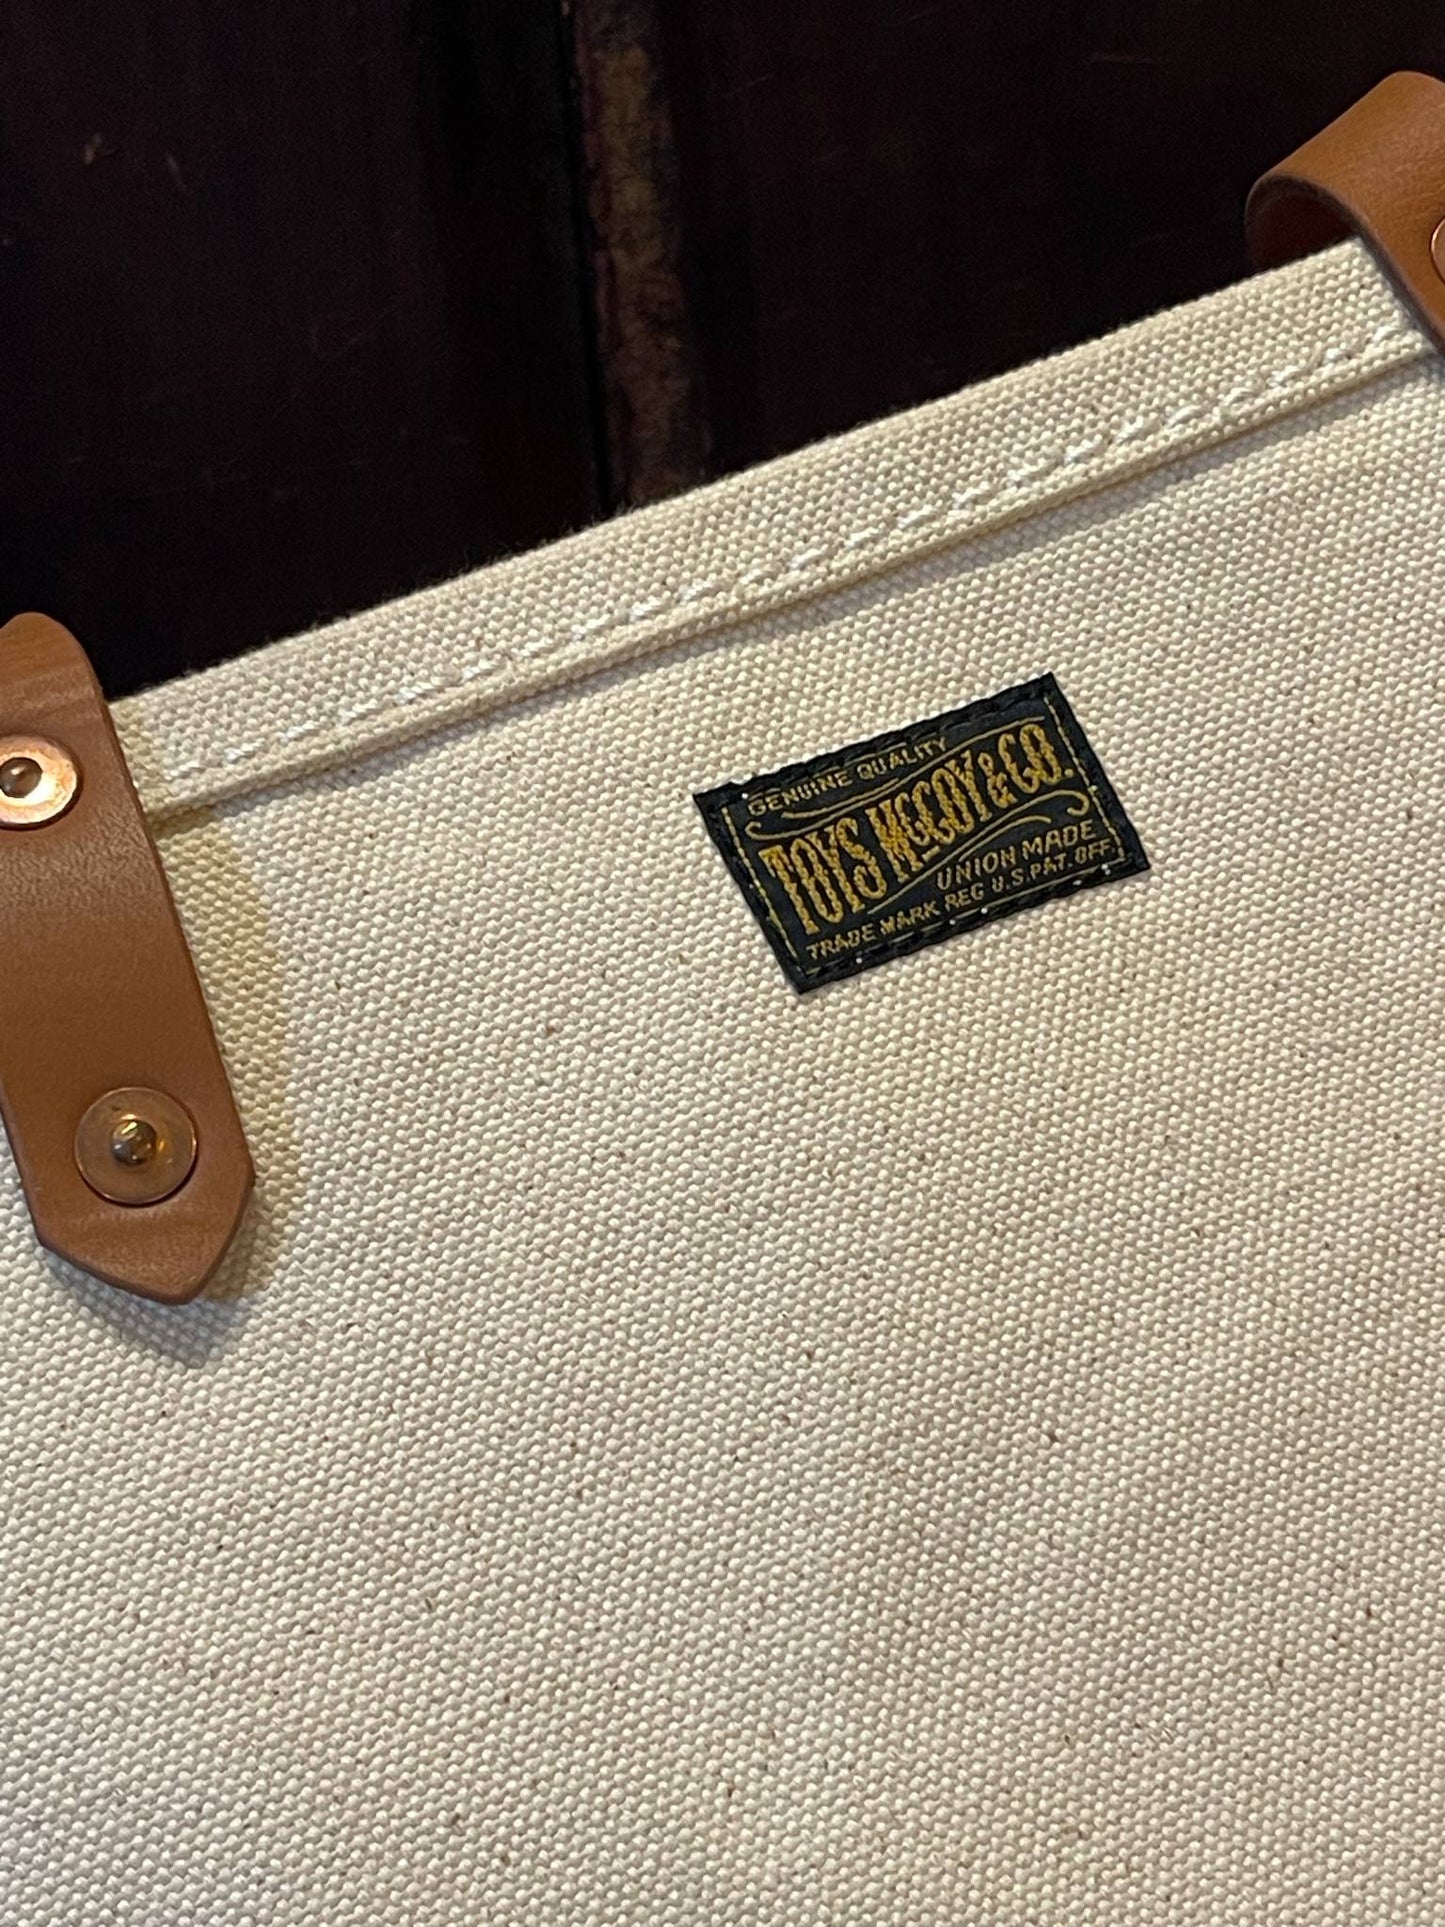 GENUINE QUALITY
TOYS McCOY & CO.
UNION MADE
TRADE MARK REG U.S.PAT.OFF.